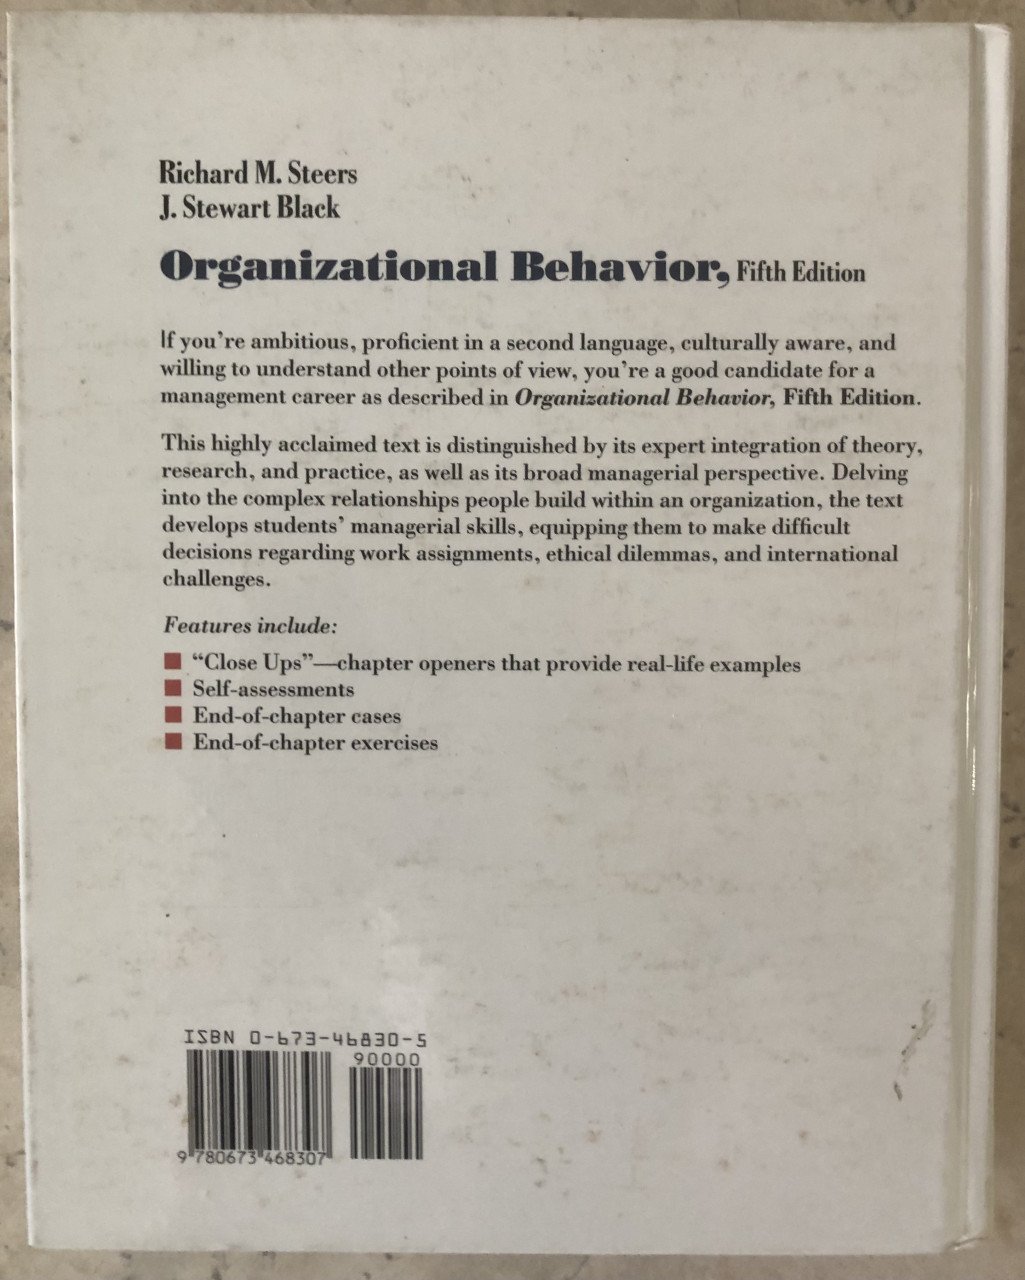 Richard M. Steers
J. Stewart Black
Organizational Behavior, Fifth Edition
If you're ambitious, proficient in a second language, culturally aware, and
willing to understand other points of view, you're a good candidate for a
management career as described in Organizational Behavior, Fifth Edition.
This highly acclaimed text is distinguished by its expert integration of theory,
research, and practice, as well as its broad managerial perspective. Delving
into the complex relationships people build within an organization, the text
develops students' managerial skills, equipping them to make difficult
decisions regarding work assignments, ethical dilemmas, and international
challenges.
Features include:
■ “Close Ups”—chapter openers that provide real-life examples
■ Self-assessments
■ End-of-chapter cases
■ End-of-chapter exercises
ISBN 0-673-46830-5
90000
9 780673 468307